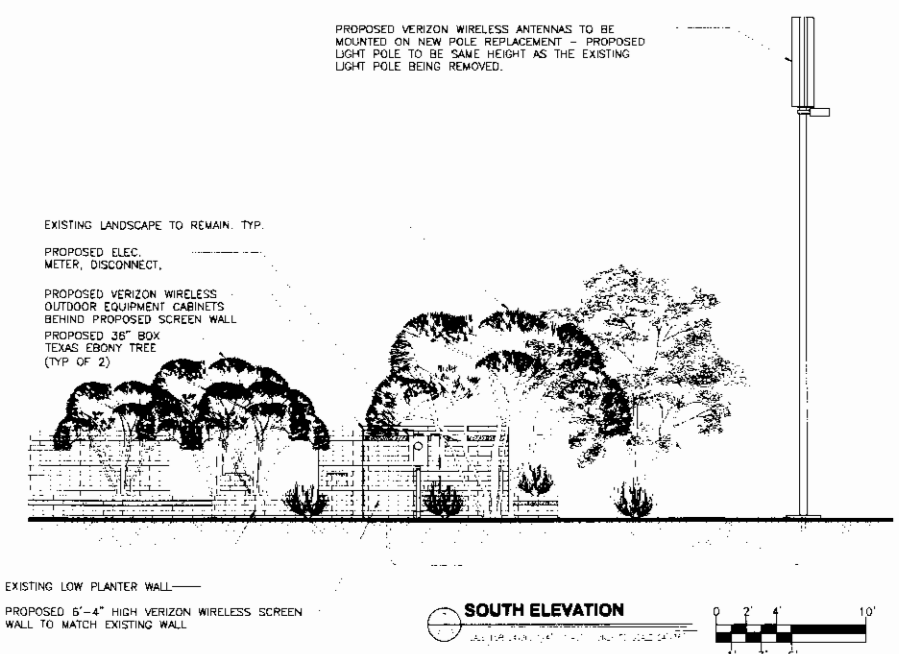 PROPOSED VERIZON WIRELESS ANTENNAS TO BE
MOUNTED ON NEW POLE REPLACEMENT - PROPOSED
LIGHT POLE TO BE SAME HEIGHT AS THE EXISTING
LIGHT POLE BEING REMOVED.
EXISTING LANDSCAPE TO REMAIN. TYP.
PROPOSED ELEC.
METER, DISCONNECT,
PROPOSED VERIZON WIRELESS
OUTDOOR EQUIPMENT CABINETS
BEHIND PROPOSED SCREEN WALL
PROPOSED 36" BOX
TEXAS EBONY TREE
(TYP OF 2)
EXISTING LOW PLANTER WALL
PROPOSED 6'-4" HIGH VERIZON WIRELESS SCREEN
WALL TO MATCH EXISTING WALL
SOUTH ELEVATION
0 2' 4' 10'